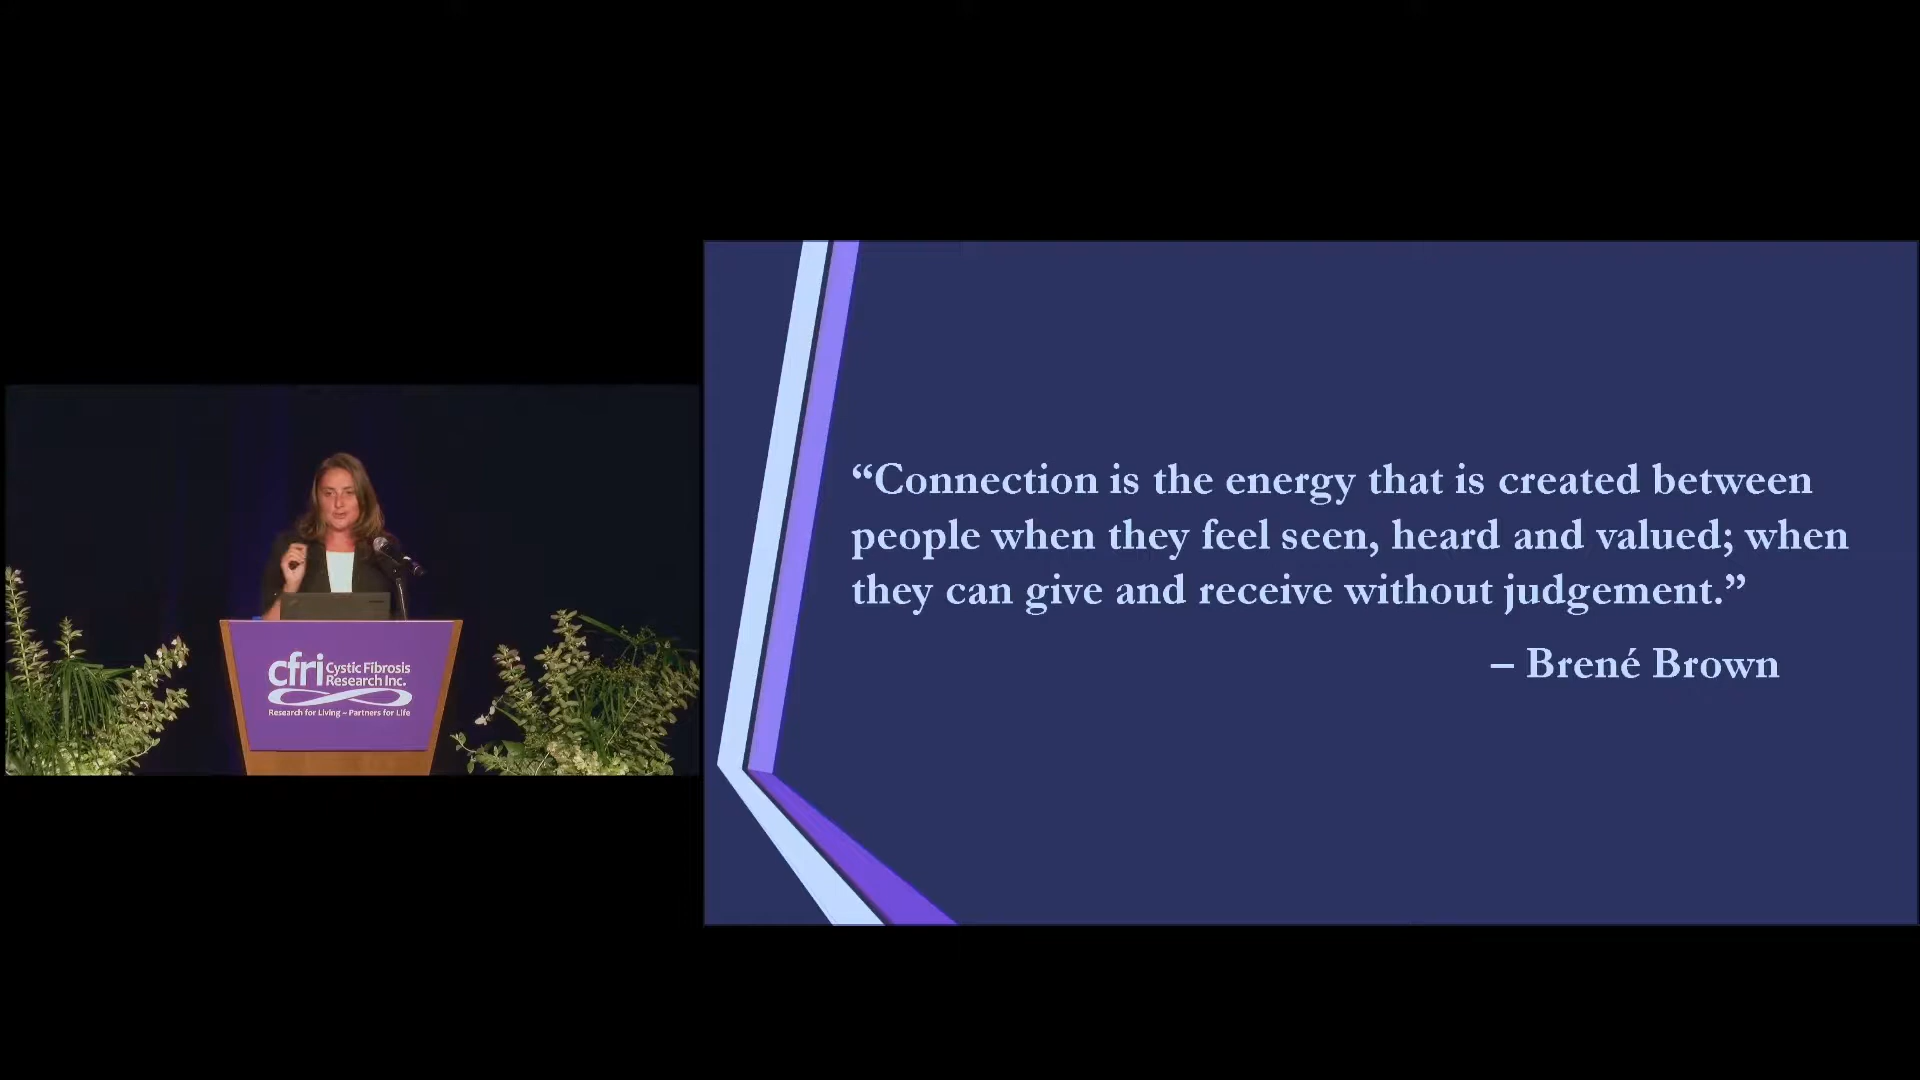 cfri Cystic Fibrosis
Research Inc.
Research for Living – Partners for Life
“Connection is the energy that is created between
people when they feel seen, heard and valued; when
they can give and receive without judgement.”
– Brené Brown